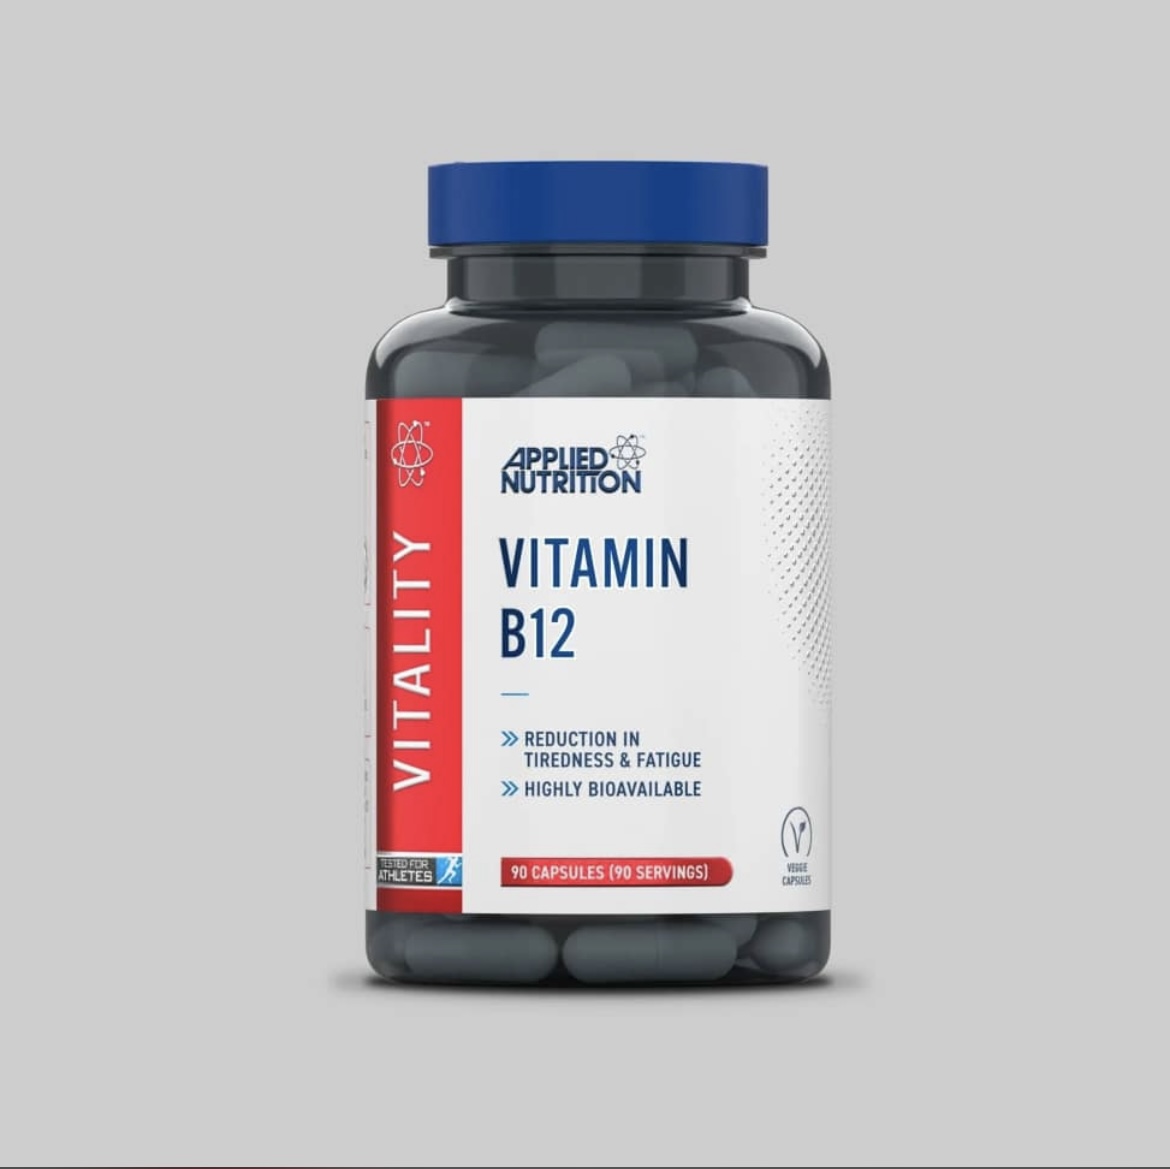 APPLIED
NUTRITION
VITAMIN
B12
REDUCTION IN
TIREDNESS & FATIGUE
HIGHLY BIOAVAILABLE
90 CAPSULES (90 SERVINGS)
VEGGIE
CAPSULES
VITALITY
TESTED FOR
ATHLETES